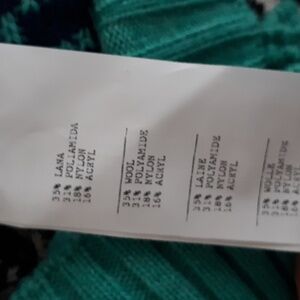 35% LANA
31% POLIAMIDA
18% NYLON
16% ACRYL
35% WOOL
31% POLYAMIDE
18% NYLON
16% ACRYL
35% LAINE
31% POLYAMIDE
18% NYLON
16% ACRYL
35% WOLLE
31% POLYAMIDE
18% NYLON
16% ACRYL